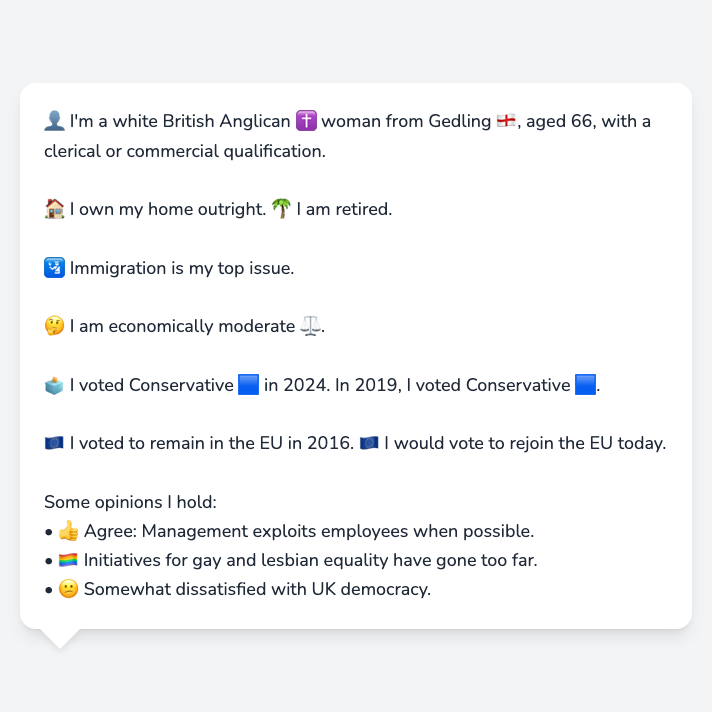 👤 I'm a white British Anglican ✝️ woman from Gedling 🏴󠁧󠁢󠁥󠁮󠁧󠁿, aged 66, with a
clerical or commercial qualification.
🏠 I own my home outright. 🌴 I am retired.
🛂 Immigration is my top issue.
🤔 I am economically moderate ⚖️.
🗳️ I voted Conservative 🟦 in 2024. In 2019, I voted Conservative 🟦.
🇪🇺 I voted to remain in the EU in 2016. 🇪🇺 I would vote to rejoin the EU today.
Some opinions I hold:
• 👍 Agree: Management exploits employees when possible.
• 🏳️‍🌈 Initiatives for gay and lesbian equality have gone too far.
• 😕 Somewhat dissatisfied with UK democracy.